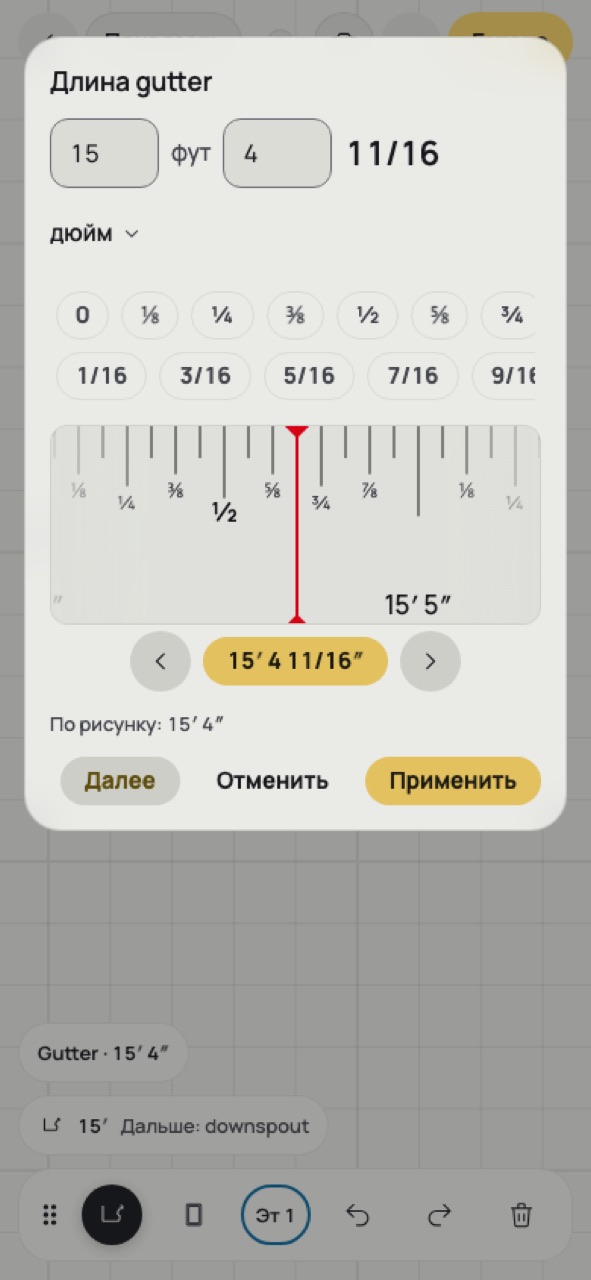 Длина gutter
15 фут 4 11/16
дюйм
0 ⅛ ¼ ⅜ ½ ⅝ ¾
1/16 3/16 5/16 7/16 9/16
⅛ ¼ ⅜ ½ ⅝ ¾ ⅞ ⅛ ¼
″ 15′ 5″
15′ 4 11/16″
По рисунку: 15′ 4″
Далее Отменить Применить
Gutter · 15′ 4″
15′ Дальше: downspout
Эт 1